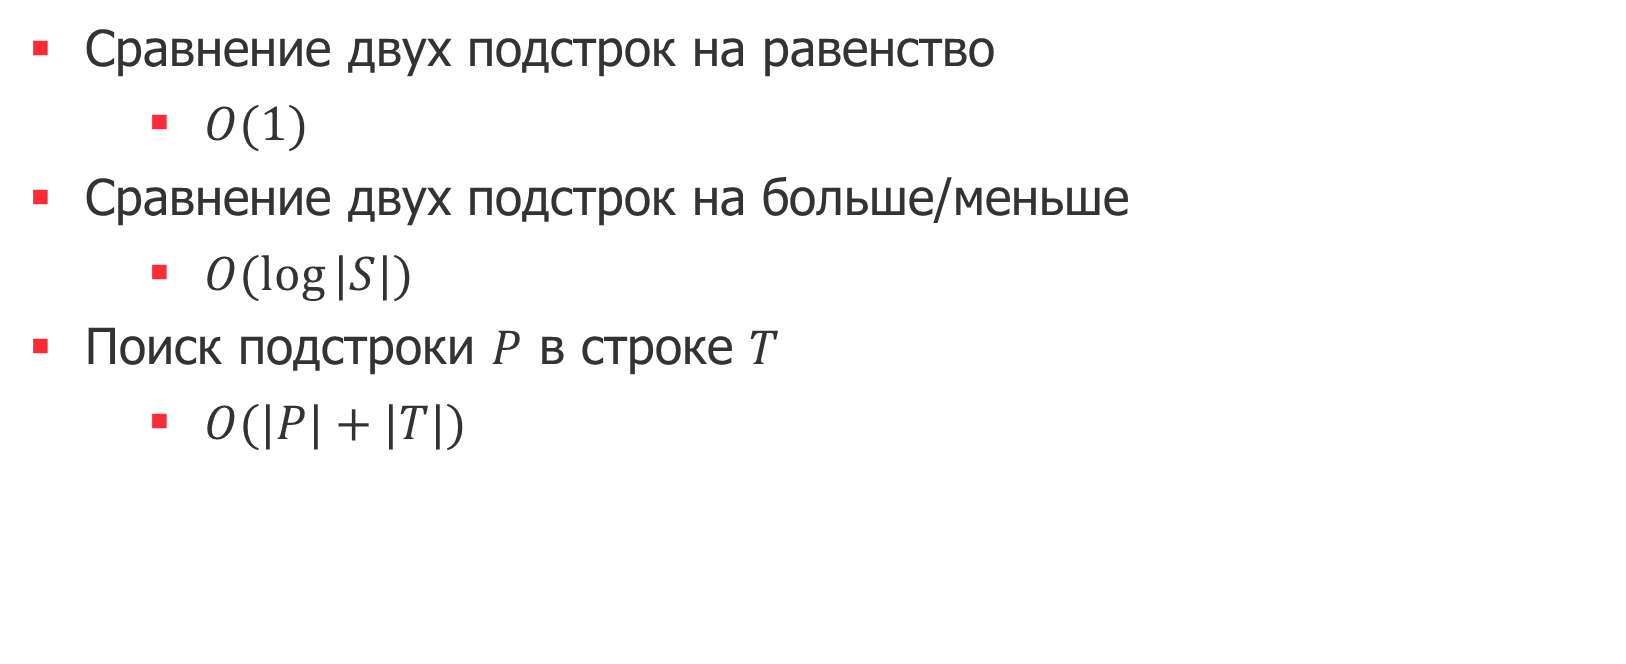 ▪ Сравнение двух подстрок на равенство
▪ O(1)
▪ Сравнение двух подстрок на больше/меньше
▪ O(log|S|)
▪ Поиск подстроки P в строке T
▪ O(|P| + |T|)